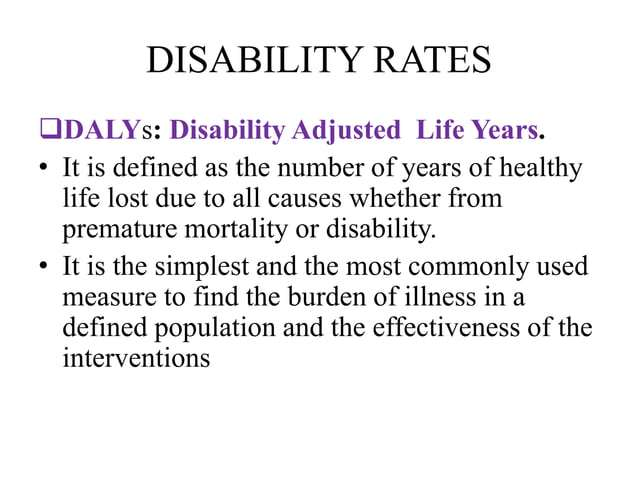 DISABILITY RATES
❑DALYs: Disability Adjusted Life Years.
• It is defined as the number of years of healthy
life lost due to all causes whether from
premature mortality or disability.
• It is the simplest and the most commonly used
measure to find the burden of illness in a
defined population and the effectiveness of the
interventions